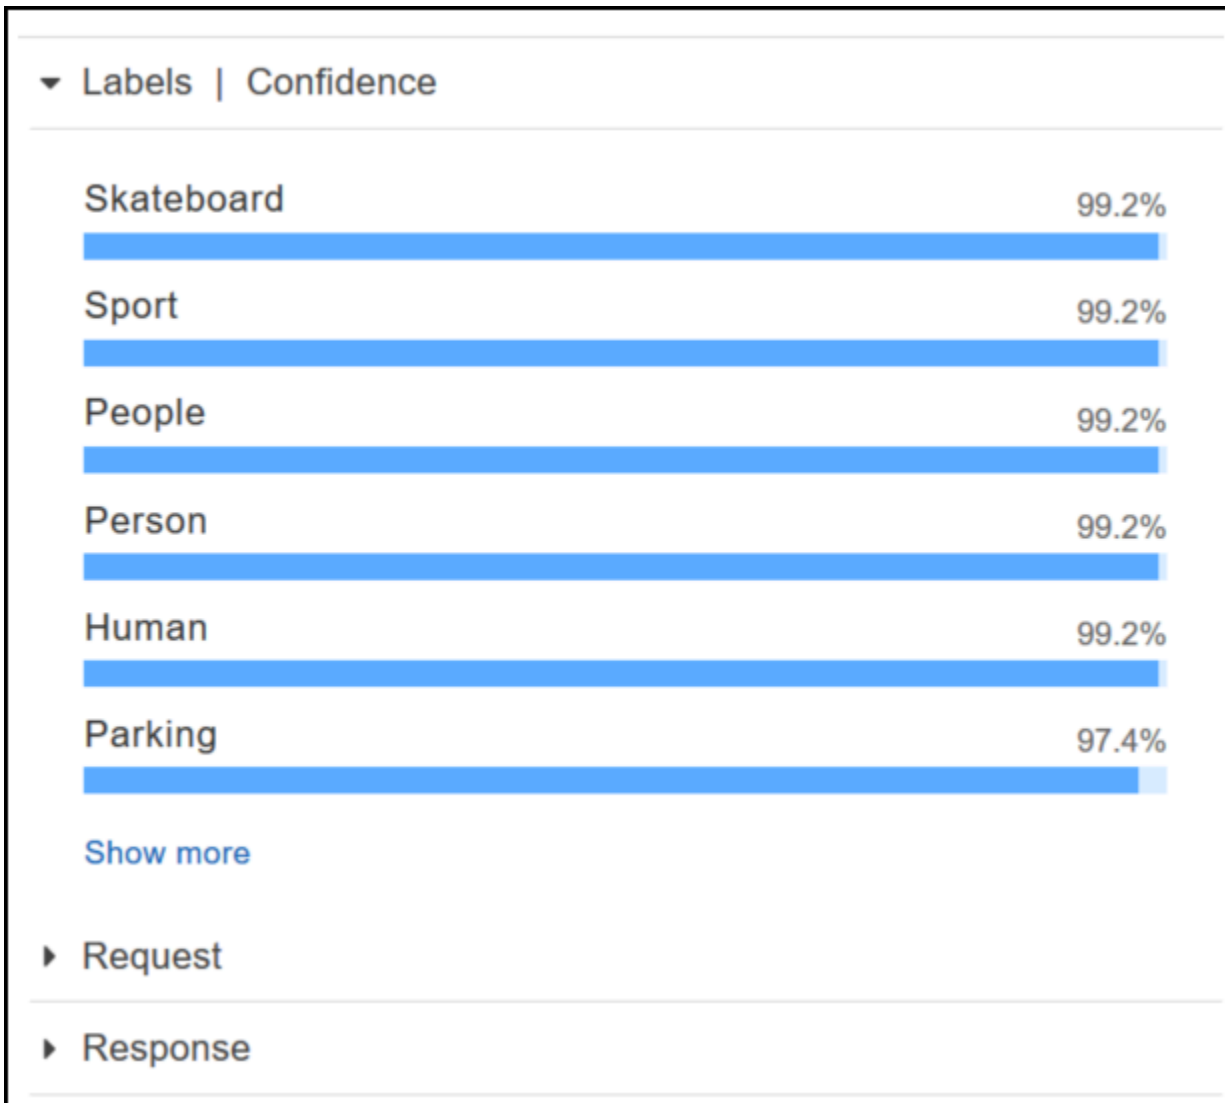 Labels | Confidence
Skateboard 99.2%
Sport 99.2%
People 99.2%
Person 99.2%
Human 99.2%
Parking 97.4%
Show more
Request
Response